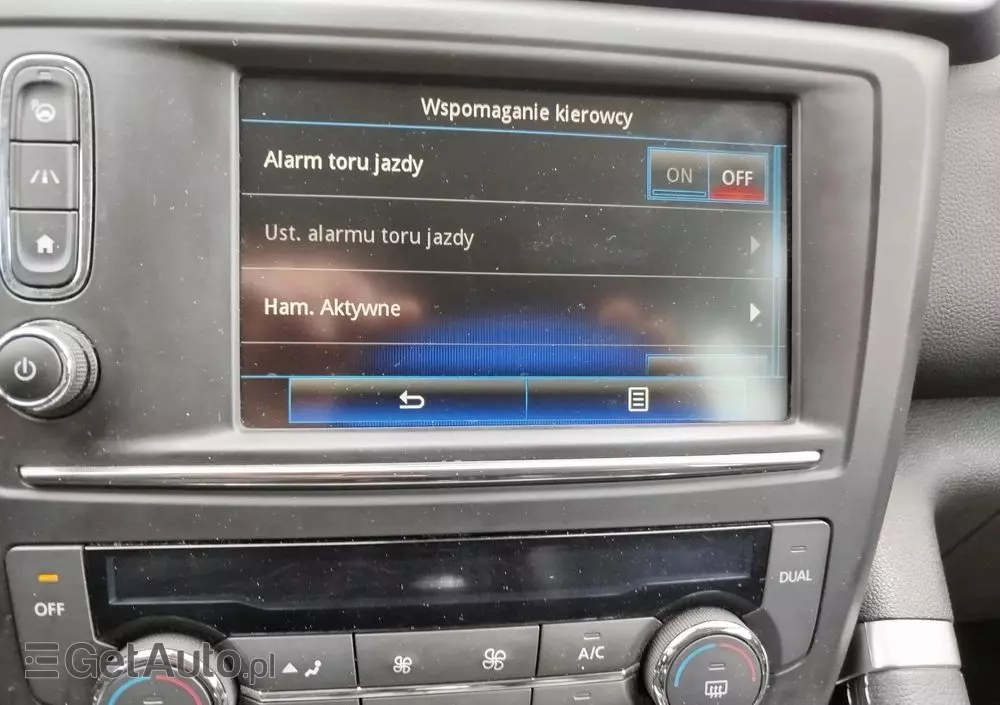 Wspomaganie kierowcy
Alarm toru jazdy
ON OFF
Ust. alarmu toru jazdy
Ham. Aktywne
OFF
DUAL
A/C
GetAuto.pl